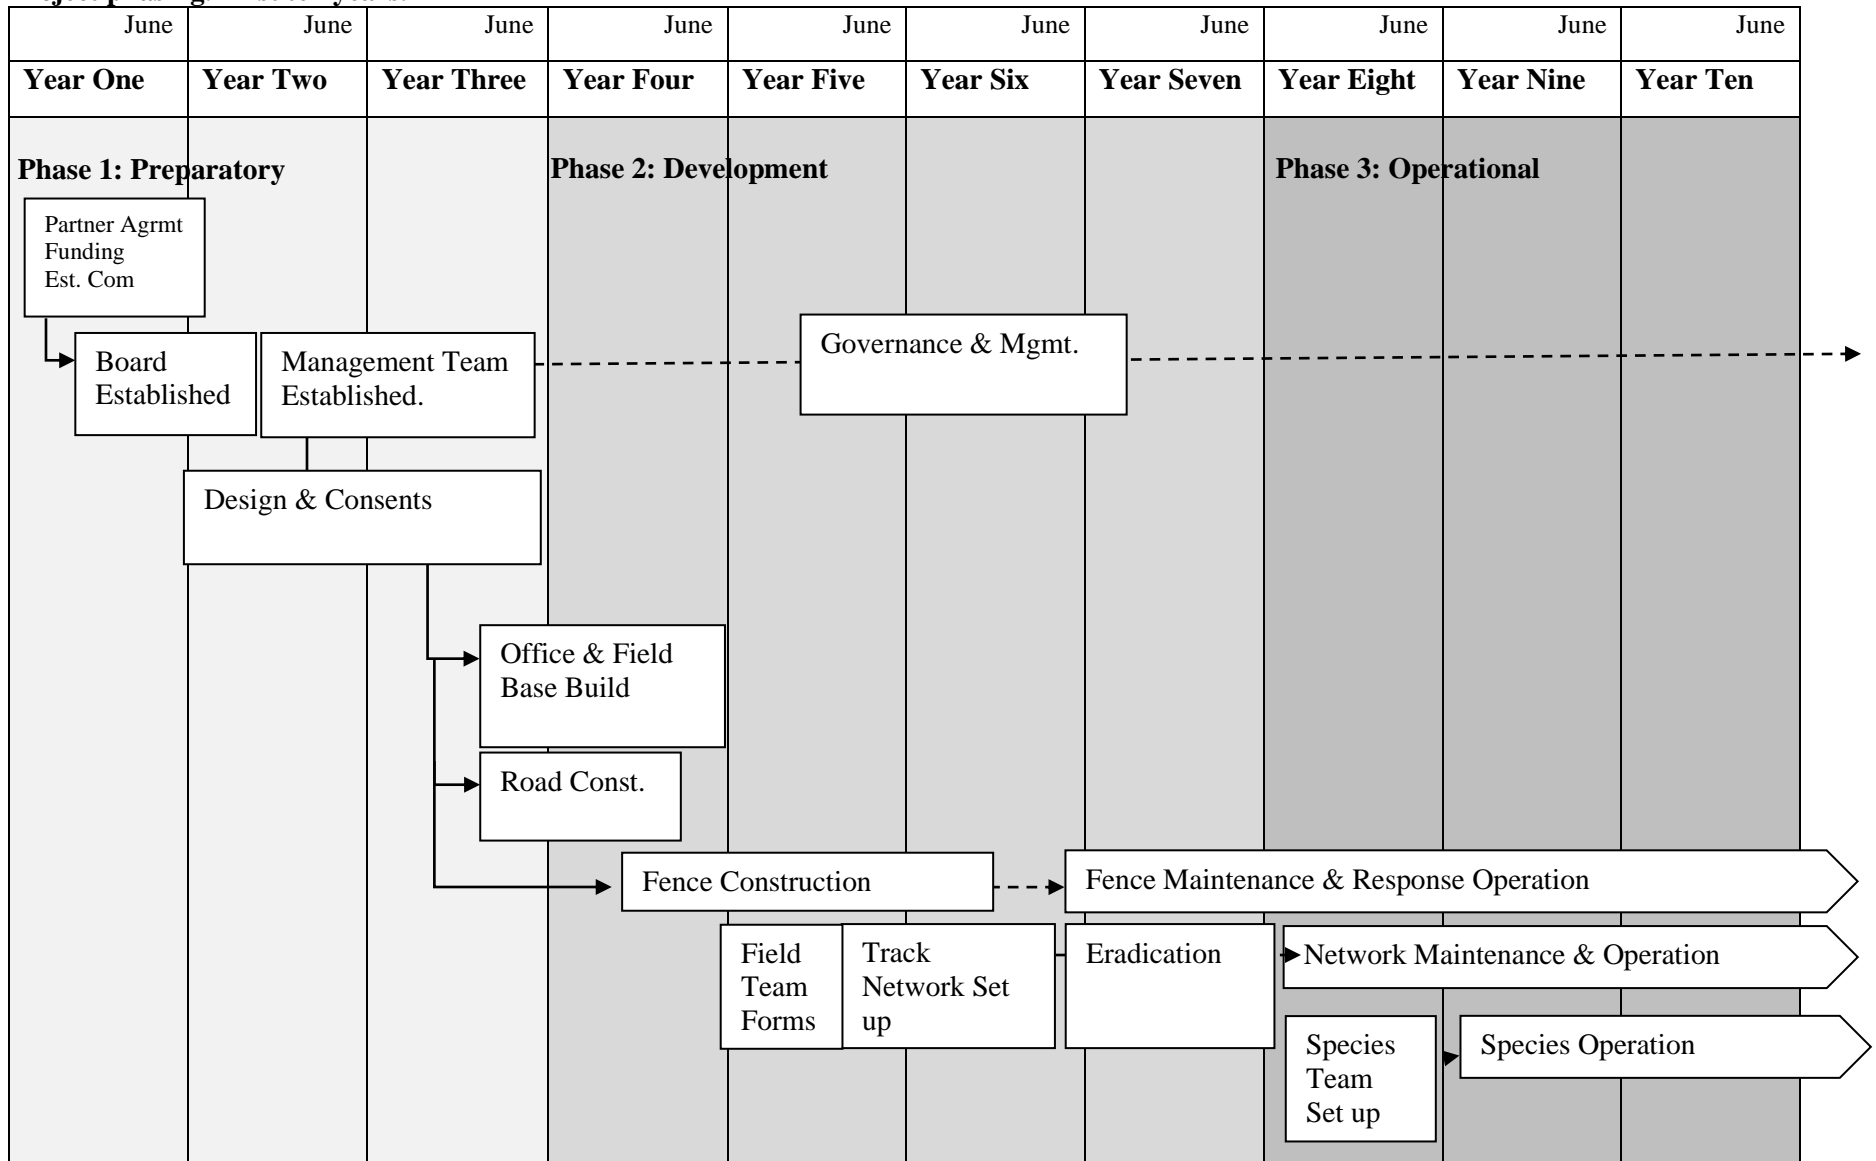 June June June June June June June June June June
Year One Year Two Year Three Year Four Year Five Year Six Year Seven Year Eight Year Nine Year Ten
Phase 1: Preparatory Phase 2: Development Phase 3: Operational
Partner Agrmt
Funding
Est. Com
Board
Established
Management Team
Established.
Governance & Mgmt.
Design & Consents
Office & Field
Base Build
Road Const.
Fence Construction
Fence Maintenance & Response Operation
Field
Team
Forms
Track
Network Set
up
Eradication
Network Maintenance & Operation
Species
Team
Set up
Species Operation